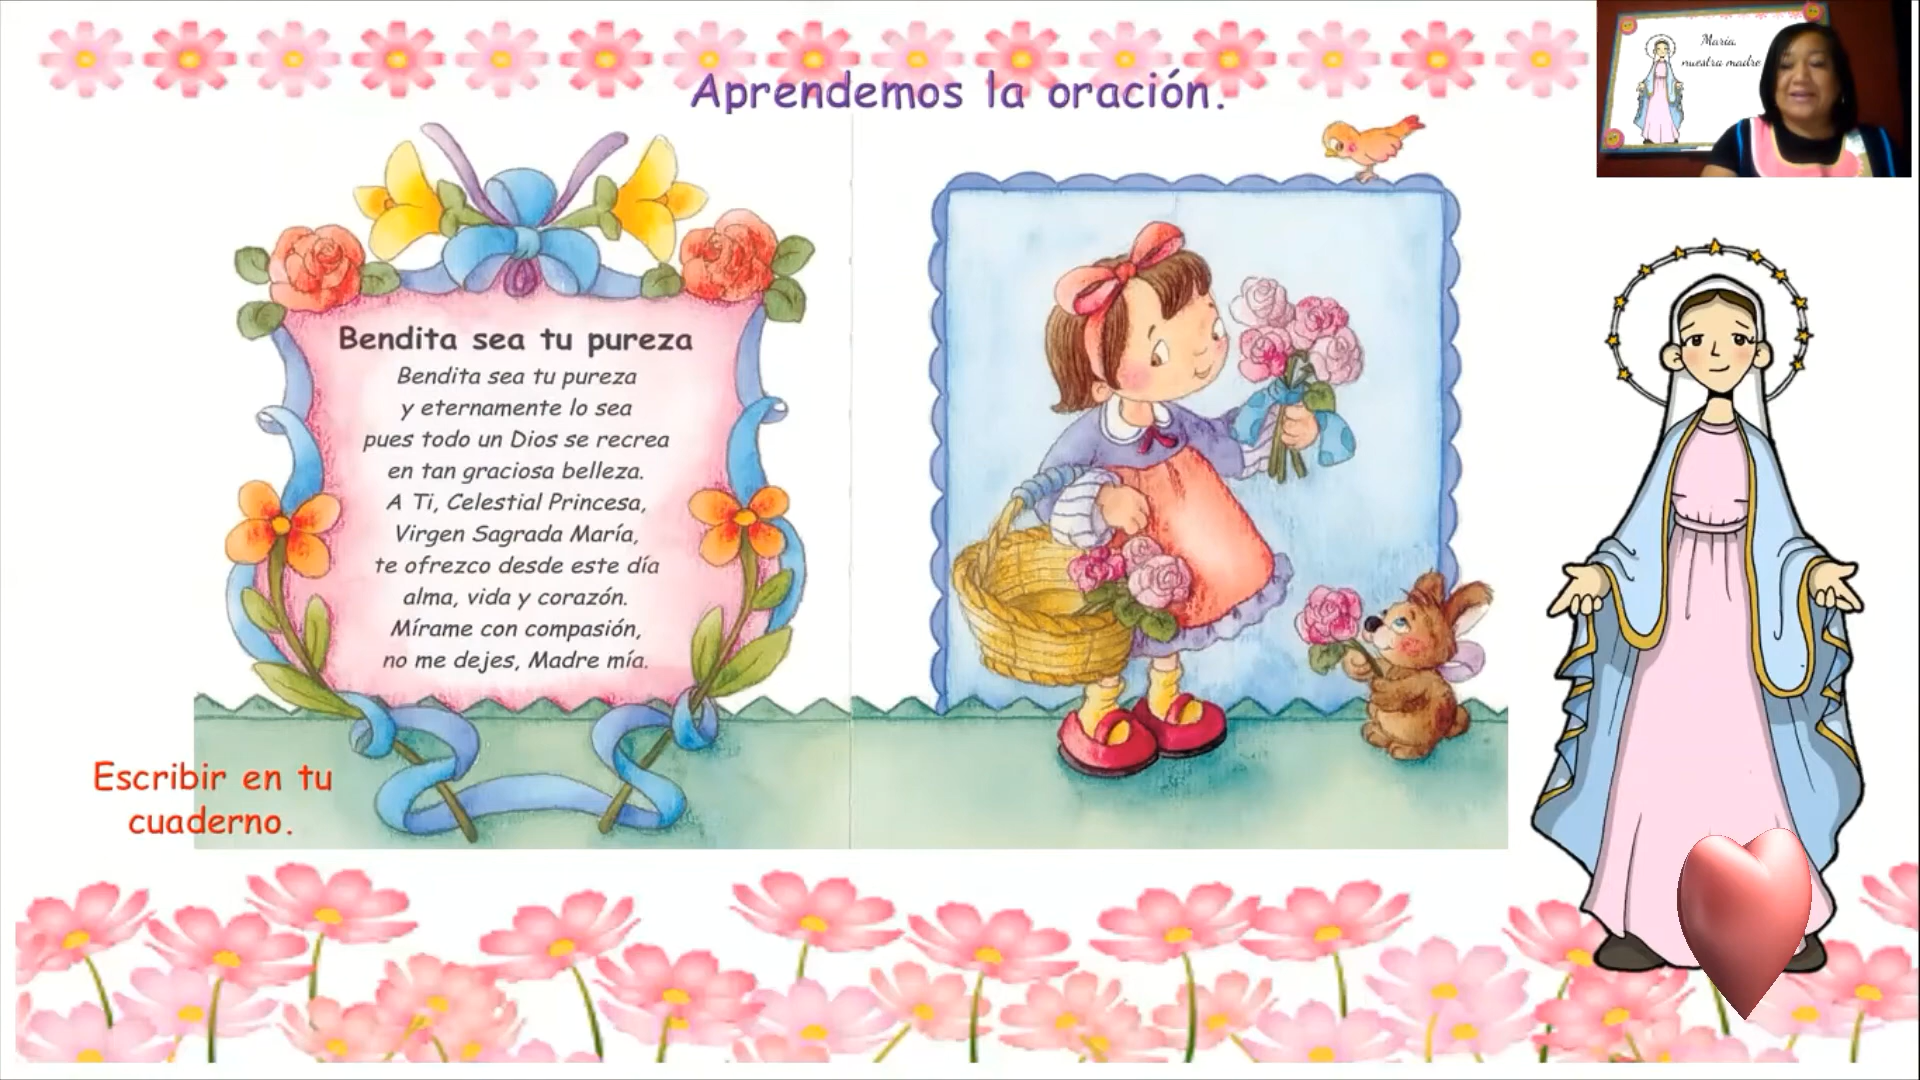 Aprendemos la oración.
María,
nuestra madre
Bendita sea tu pureza
Bendita sea tu pureza
y eternamente lo sea
pues todo un Dios se recrea
en tan graciosa belleza.
A Ti, Celestial Princesa,
Virgen Sagrada María,
te ofrezco desde este día
alma, vida y corazón.
Mírame con compasión,
no me dejes, Madre mía.
Escribir en tu
cuaderno.